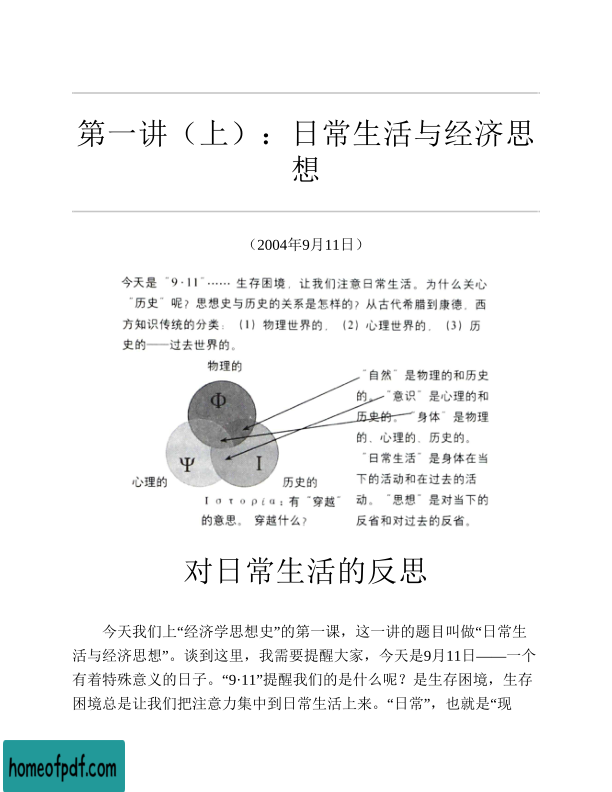 第一讲（上）：日常生活与经济思
想
（2004年9月11日）
今天是“9·11”…… 生存困境，让我们注意日常生活。为什么关心
“历史”呢？思想史与历史的关系是怎样的？从古代希腊到康德，西
方知识传统的分类：（1）物理世界的，（2）心理世界的，（3）历
史的——过去世界的。
物理的
Φ
Ψ
Ι
心理的
历史的
Ιστορία：有“穿越”
的意思。 穿越什么？
“自然”是物理的和历史
的。“意识”是心理的和
历史的。“身体”是物理
的、心理的、历史的。
“日常生活”是身体在当
下的活动和在过去的活
动。“思想”是对当下的
反省和对过去的反省。
对日常生活的反思
今天我们上“经济学思想史”的第一课，这一讲的题目叫做“日常生
活与经济思想”。谈到这里，我需要提醒大家，今天是9月11日——一个
有着特殊意义的日子。“9·11”提醒我们的是什么呢？是生存困境，生存
困境总是让我们把注意力集中到日常生活上来。“日常”，也就是“现
homeofpdf.com